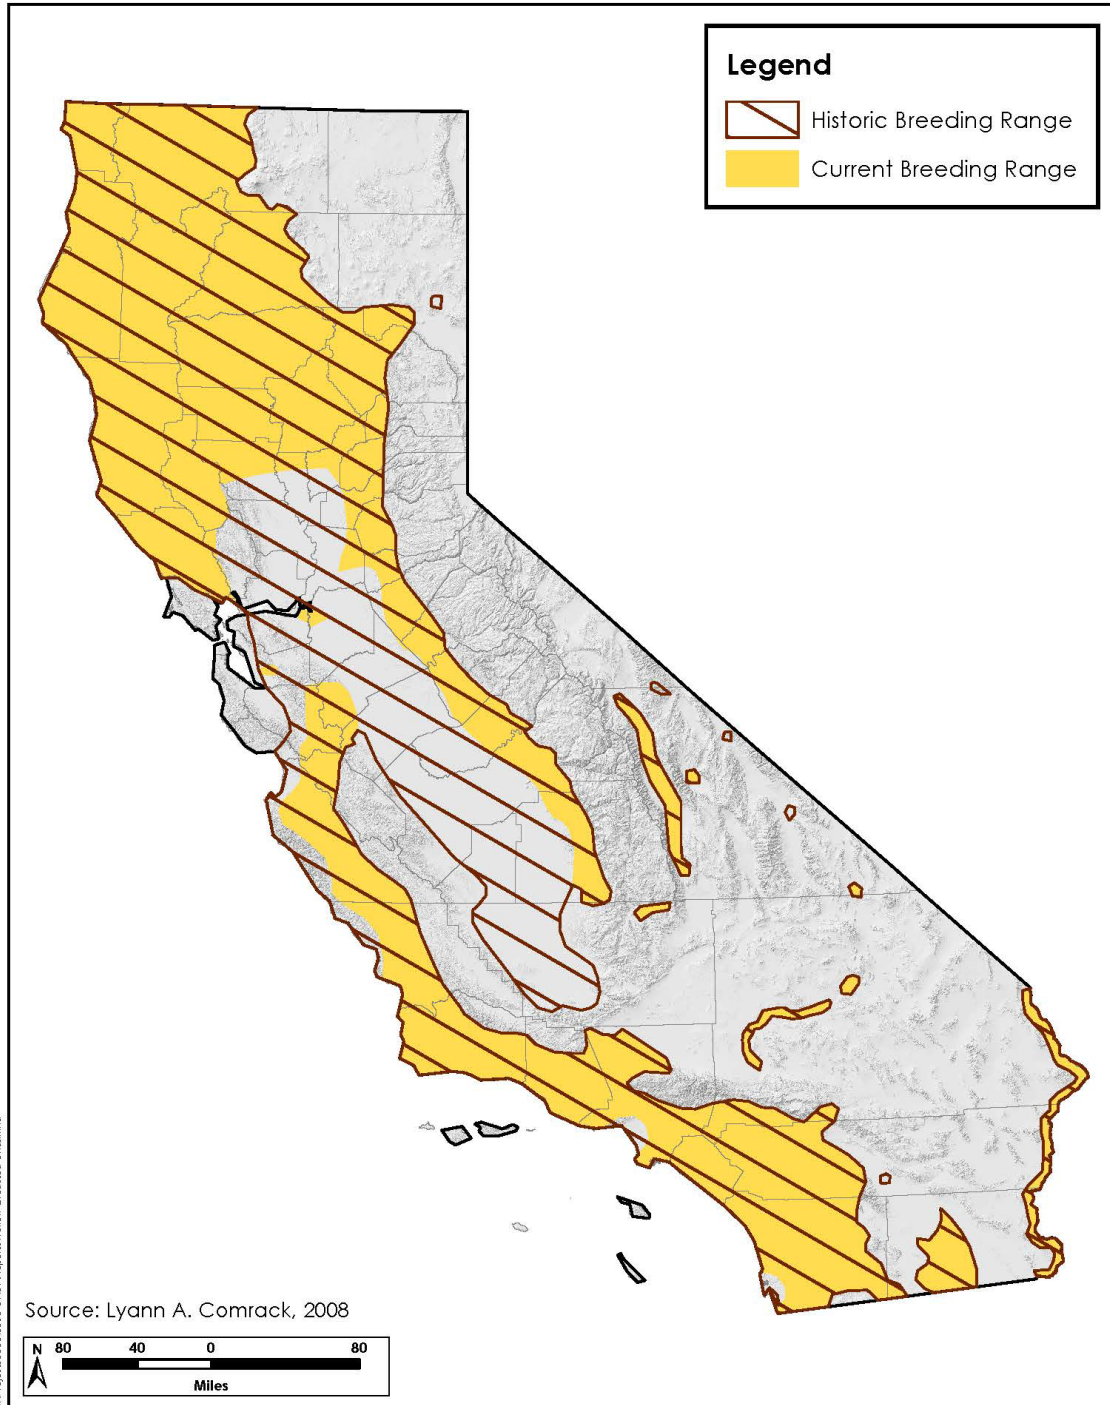 Legend
Historic Breeding Range
Current Breeding Range
Source: Lyann A. Comrack, 2008
N 80 40 0 80
Miles